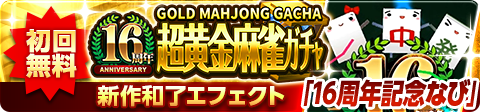 初回
無料
16周年
ANNIVERSARY
GOLD MAHJONG GACHA
超黄金麻雀ガチャ
新作和了エフェクト
「16周年記念なび」
中
發
16